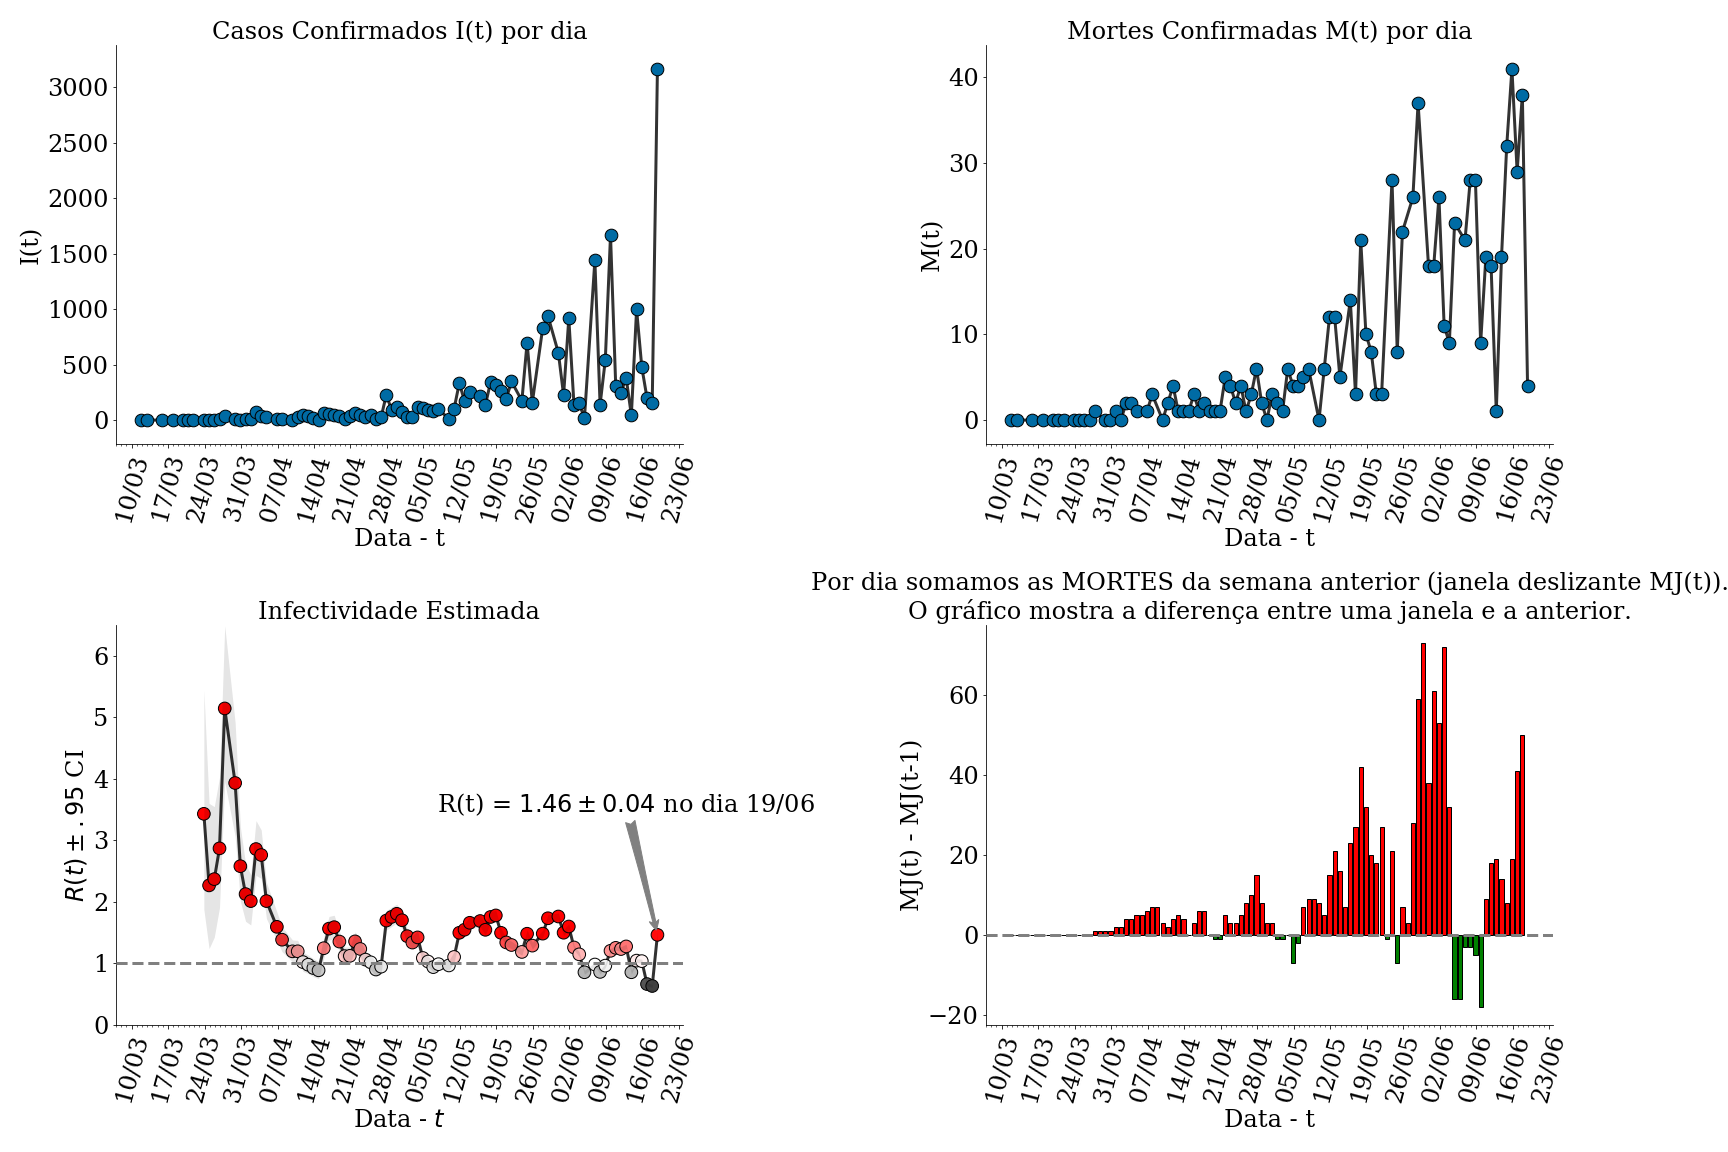 Casos Confirmados I(t) por dia
I(t)
3000
2500
2000
1500
1000
500
0
10/03 17/03 24/03 31/03 07/04 14/04 21/04 28/04 05/05 12/05 19/05 26/05 02/06 09/06 16/06 23/06
Data - t
Mortes Confirmadas M(t) por dia
M(t)
40
30
20
10
0
10/03 17/03 24/03 31/03 07/04 14/04 21/04 28/04 05/05 12/05 19/05 26/05 02/06 09/06 16/06 23/06
Data - t
Infectividade Estimada
R(t) ± .95 CI
6
5
4
3
2
1
0
R(t) = 1.46 ± 0.04 no dia 19/06
10/03 17/03 24/03 31/03 07/04 14/04 21/04 28/04 05/05 12/05 19/05 26/05 02/06 09/06 16/06 23/06
Data - t
Por dia somamos as MORTES da semana anterior (janela deslizante MJ(t)).
O gráfico mostra a diferença entre uma janela e a anterior.
MJ(t) - MJ(t-1)
60
40
20
0
−20
10/03 17/03 24/03 31/03 07/04 14/04 21/04 28/04 05/05 12/05 19/05 26/05 02/06 09/06 16/06 23/06
Data - t